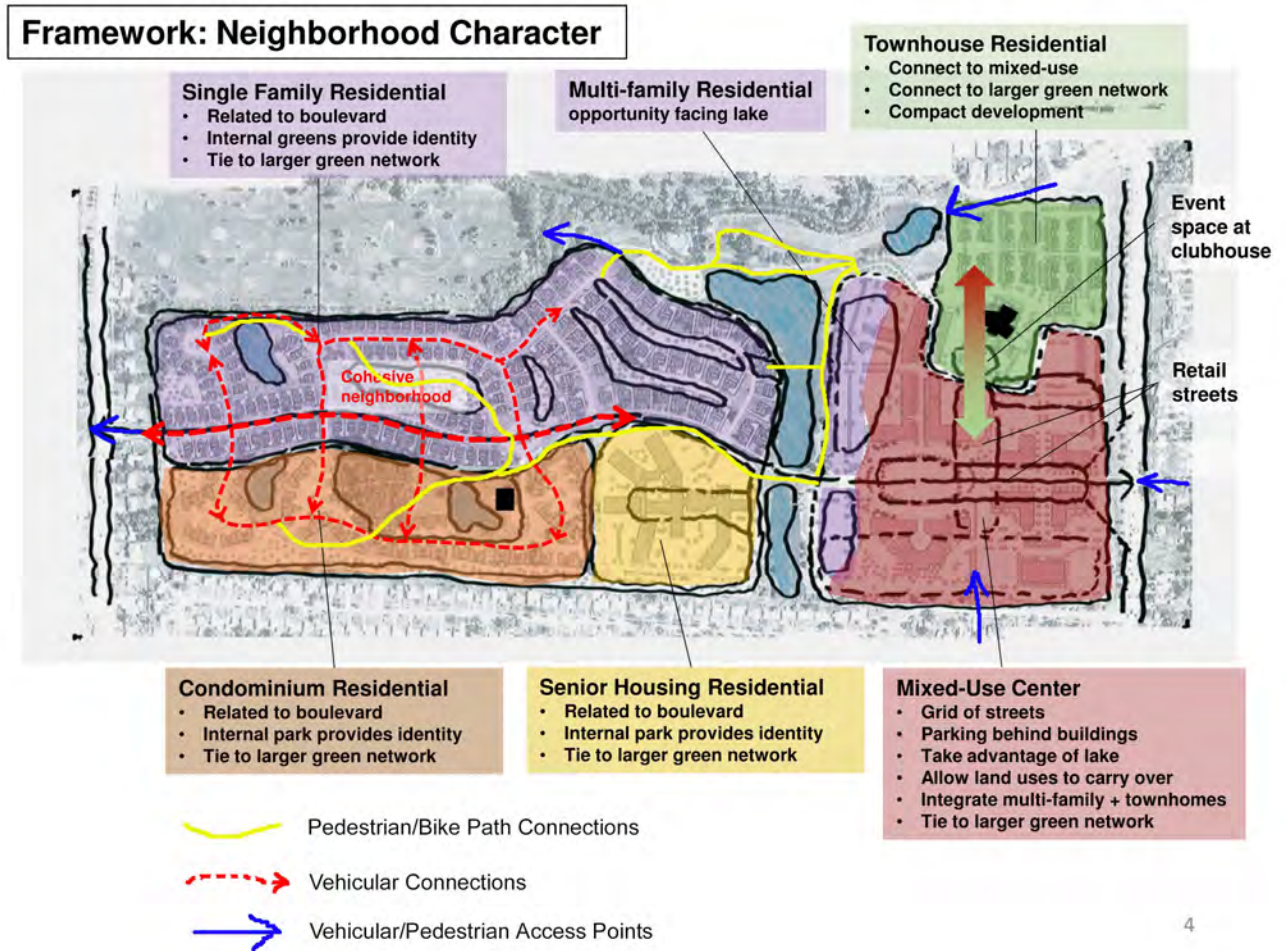 Framework: Neighborhood Character
Single Family Residential
• Related to boulevard
• Internal greens provide identity
• Tie to larger green network
Multi-family Residential
opportunity facing lake
Townhouse Residential
• Connect to mixed-use
• Connect to larger green network
• Compact development
Event
space at
clubhouse
Retail
streets
Cohesive
neighborhood
Condominium Residential
• Related to boulevard
• Internal park provides identity
• Tie to larger green network
Senior Housing Residential
• Related to boulevard
• Internal park provides identity
• Tie to larger green network
Mixed-Use Center
• Grid of streets
• Parking behind buildings
• Take advantage of lake
• Allow land uses to carry over
• Integrate multi-family + townhomes
• Tie to larger green network
Pedestrian/Bike Path Connections
Vehicular Connections
Vehicular/Pedestrian Access Points
4